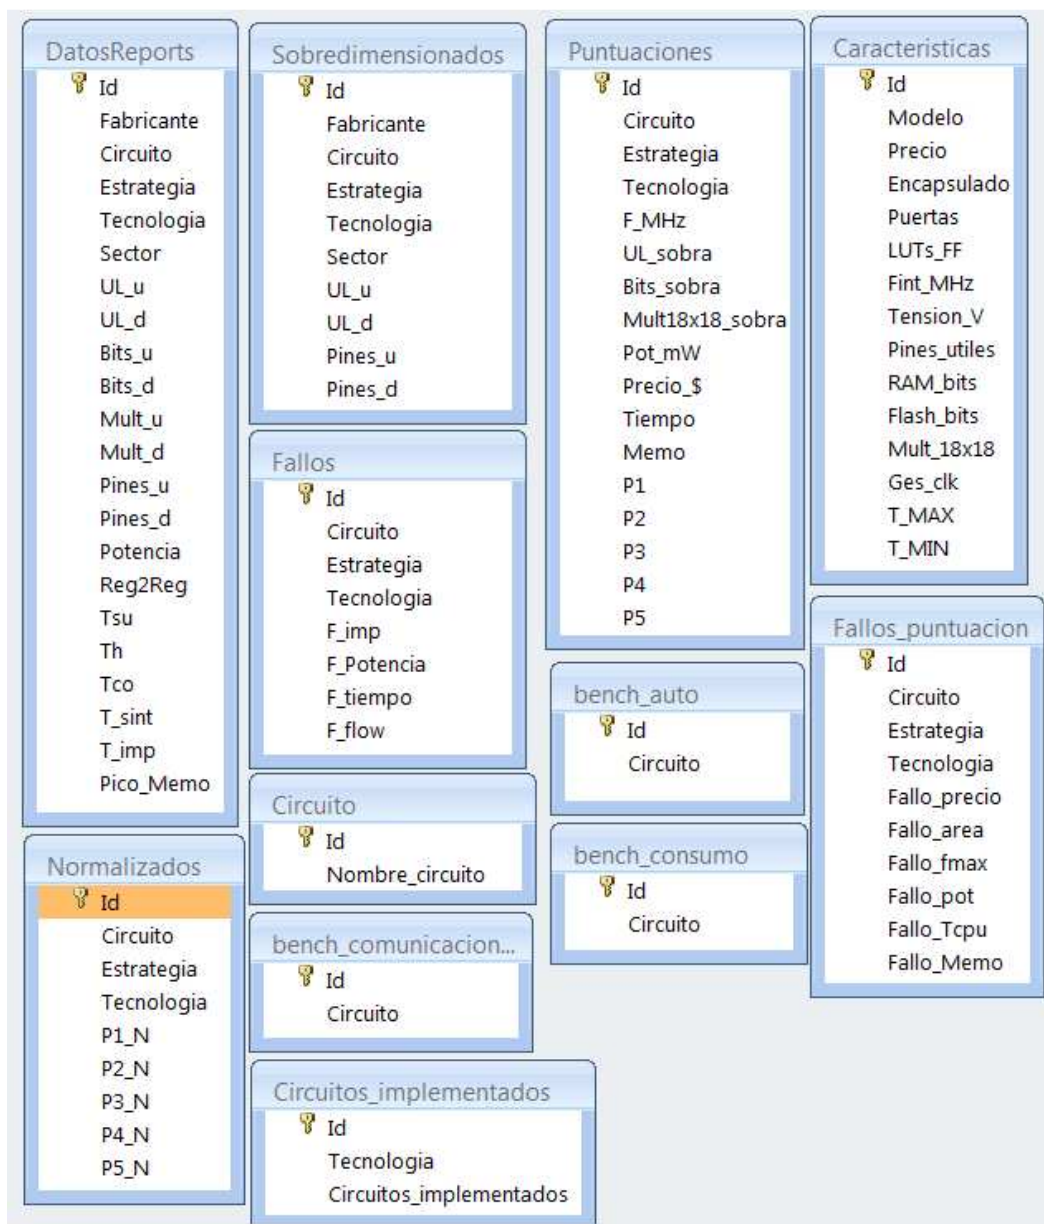 DatosReports
Id
Fabricante
Circuito
Estrategia
Tecnologia
Sector
UL_u
UL_d
Bits_u
Bits_d
Mult_u
Mult_d
Pines_u
Pines_d
Potencia
Reg2Reg
Tsu
Th
Tco
T_sint
T_imp
Pico_Memo
Normalizados
Id
Circuito
Estrategia
Tecnologia
P1_N
P2_N
P3_N
P4_N
P5_N
Sobredimensionados
Id
Fabricante
Circuito
Estrategia
Tecnologia
Sector
UL_u
UL_d
Pines_u
Pines_d
Fallos
Id
Circuito
Estrategia
Tecnologia
F_imp
F_Potencia
F_tiempo
F_flow
Circuito
Id
Nombre_circuito
bench_comunicacion...
Id
Circuito
Circuitos_implementados
Id
Tecnologia
Circuitos_implementados
Puntuaciones
Id
Circuito
Estrategia
Tecnologia
F_MHz
UL_sobra
Bits_sobra
Mult18x18_sobra
Pot_mW
Precio_$
Tiempo
Memo
P1
P2
P3
P4
P5
bench_auto
Id
Circuito
bench_consumo
Id
Circuito
Caracteristicas
Id
Modelo
Precio
Encapsulado
Puertas
LUTs_FF
Fint_MHz
Tension_V
Pines_utiles
RAM_bits
Flash_bits
Mult_18x18
Ges_clk
T_MAX
T_MIN
Fallos_puntuacion
Id
Circuito
Estrategia
Tecnologia
Fallo_precio
Fallo_area
Fallo_fmax
Fallo_pot
Fallo_Tcpu
Fallo_Memo